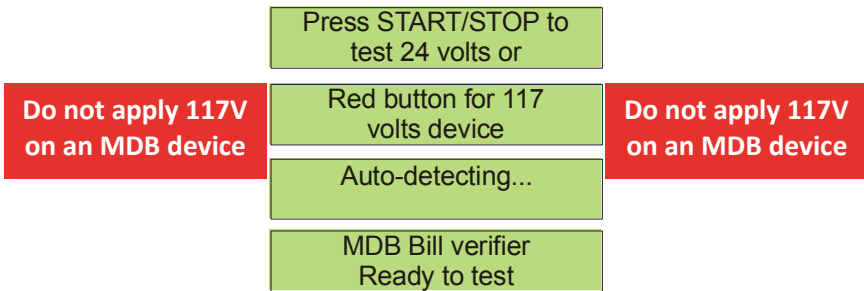 Press START/STOP to
test 24 volts or
Do not apply 117V
on an MDB device
Red button for 117
volts device
Do not apply 117V
on an MDB device
Auto-detecting...
MDB Bill verifier
Ready to test